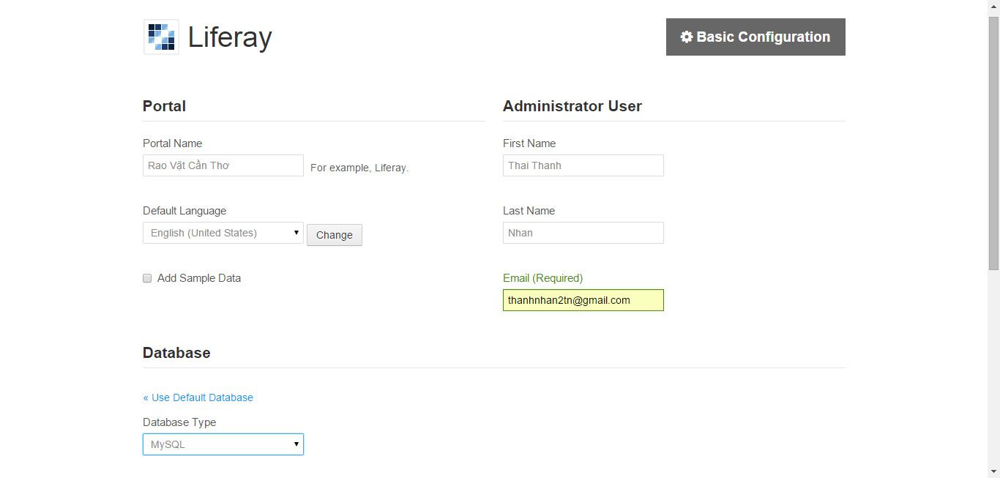 Liferay
Basic Configuration
Portal
Portal Name
Rao Vặt Cần Thơ
For example, Liferay.
Default Language
English (United States)
Change
Add Sample Data
Administrator User
First Name
Thai Thanh
Last Name
Nhan
Email (Required)
thanhnhan2tn@gmail.com
Database
« Use Default Database
Database Type
MySQL